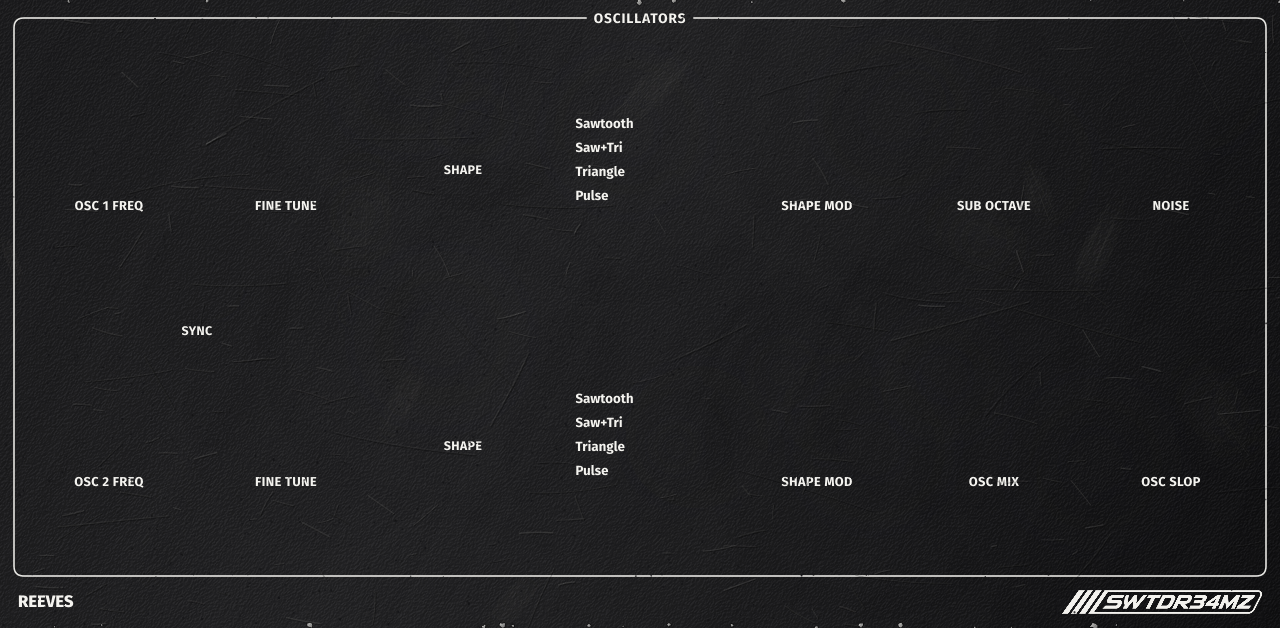 OSCILLATORS
Sawtooth
Saw+Tri
SHAPE
Triangle
Pulse
OSC 1 FREQ
FINE TUNE
SHAPE MOD
SUB OCTAVE
NOISE
SYNC
Sawtooth
Saw+Tri
SHAPE
Triangle
Pulse
OSC 2 FREQ
FINE TUNE
SHAPE MOD
OSC MIX
OSC SLOP
REEVES
SWTDR34MZ